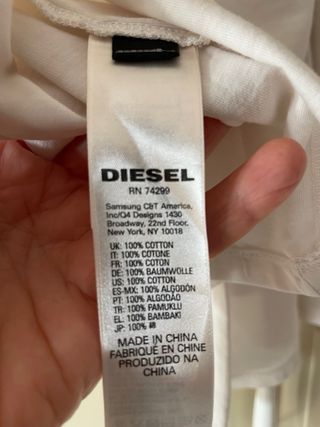 DIESEL
RN 74299
Samsung C&T America,
Inc/Q4 Designs 1430
Broadway, 22nd Floor,
New York, NY 10018
UK: 100% COTTON
IT: 100% COTONE
FR: 100% COTON
DE: 100% BAUMWOLLE
US: 100% COTTON
ES-MX: 100% ALGODÓN
PT: 100% ALGODÃO
TR: 100% PAMUKLU
EL: 100% BAMBAKI
JP: 100% 綿
MADE IN CHINA
FABRIQUÉ EN CHINE
PRODUZIDO NA
CHINA